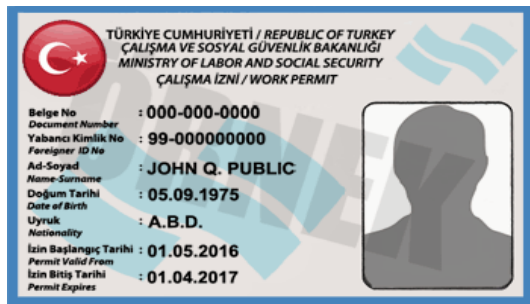 TÜRKİYE CUMHURİYETİ / REPUBLIC OF TURKEY
ÇALIŞMA VE SOSYAL GÜVENLİK BAKANLIĞI
MINISTRY OF LABOR AND SOCIAL SECURITY
ÇALIŞMA İZNİ / WORK PERMIT
Belge No : 000-000-0000
Document Number
Yabancı Kimlik No : 99-000000000
Foreigner ID No
Ad-Soyad : JOHN Q. PUBLIC
Name-Surname
Doğum Tarihi : 05.09.1975
Date of Birth
Uyruk : A.B.D.
Nationality
İzin Başlangıç Tarihi : 01.05.2016
Permit Valid From
İzin Bitiş Tarihi : 01.04.2017
Permit Expires
ÖRNEK